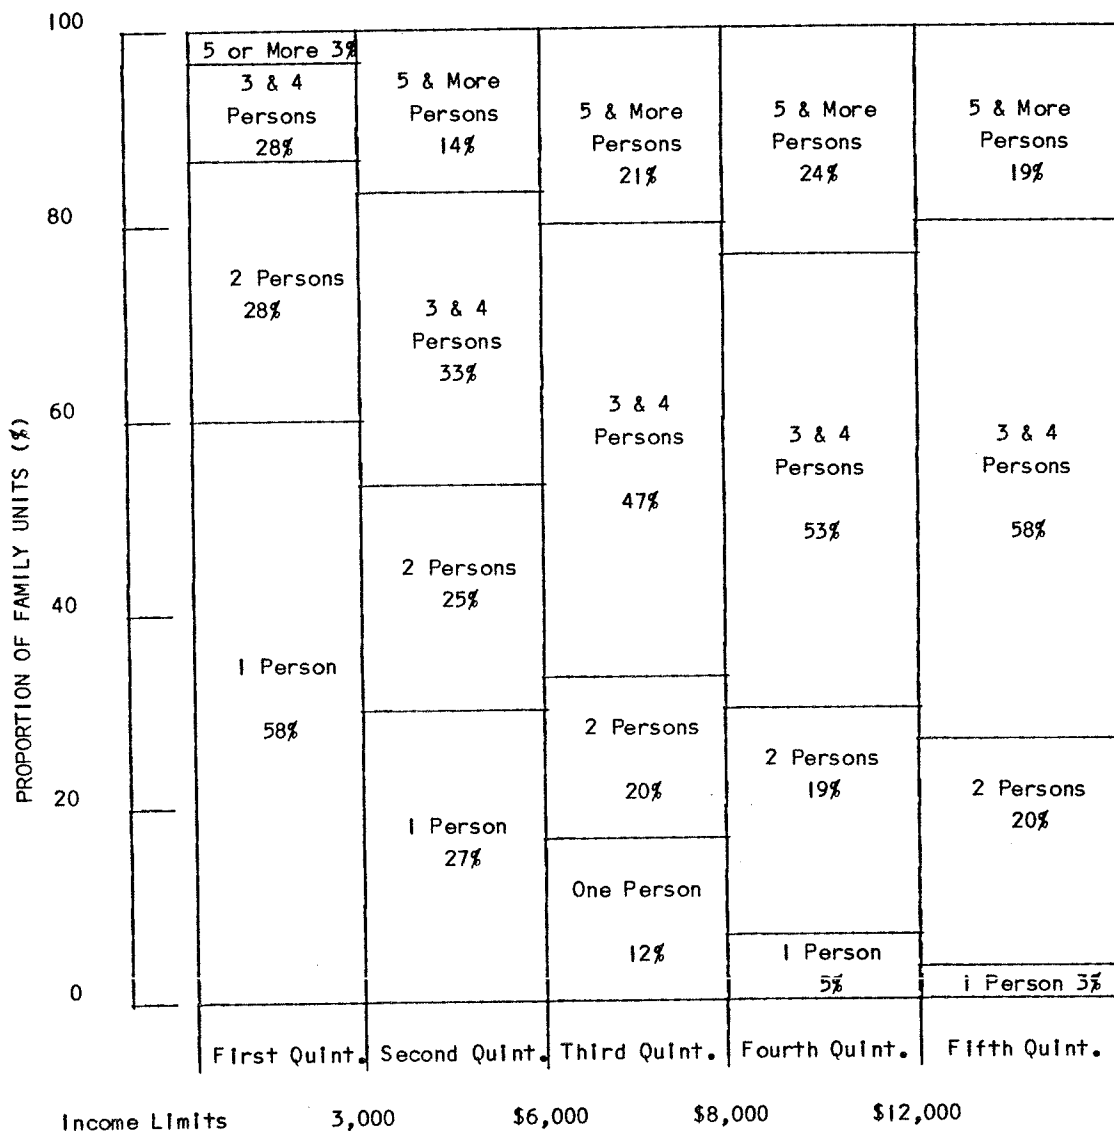 PROPORTION OF FAMILY UNITS (%)
100
80
60
40
20
0
5 or More 3%
3 & 4
Persons
28%
2 Persons
28%
1 Person
58%
5 & More
Persons
14%
3 & 4
Persons
33%
2 Persons
25%
1 Person
27%
5 & More
Persons
21%
3 & 4
Persons
47%
2 Persons
20%
One Person
12%
5 & More
Persons
24%
3 & 4
Persons
53%
2 Persons
19%
1 Person
5%
5 & More
Persons
19%
3 & 4
Persons
58%
2 Persons
20%
1 Person 3%
First Quint. Second Quint. Third Quint. Fourth Quint. Fifth Quint.
Income Limits 3,000 $6,000 $8,000 $12,000